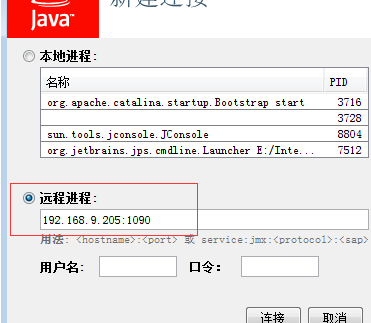 Java™
新建连接
本地进程:
名称 PID
org.apache.catalina.startup.Bootstrap start 3716
3728
sun.tools.jconsole.JConsole 8804
org.jetbrains.jps.cmdline.Launcher E:/Inte... 7512
远程进程:
192.168.9.205:1090
用法: <hostname>:<port> 或 service:jmx:<protocol>:<sap>
用户名: 口令:
连接 取消